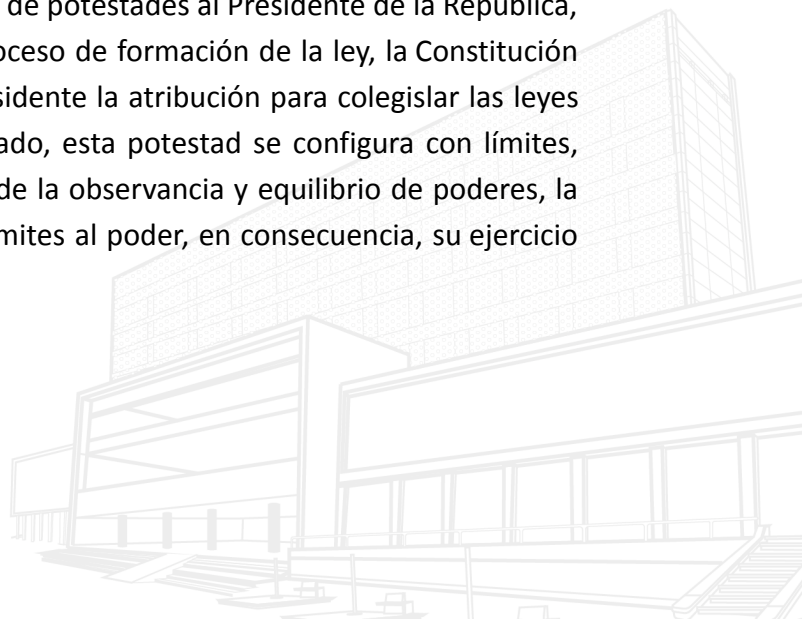 de potestades al Presidente de la República,
ceso de formación de la ley, la Constitución
sidente la atribución para colegislar las leyes
ado, esta potestad se configura con límites,
de la observancia y equilibrio de poderes, la
mites al poder, en consecuencia, su ejercicio